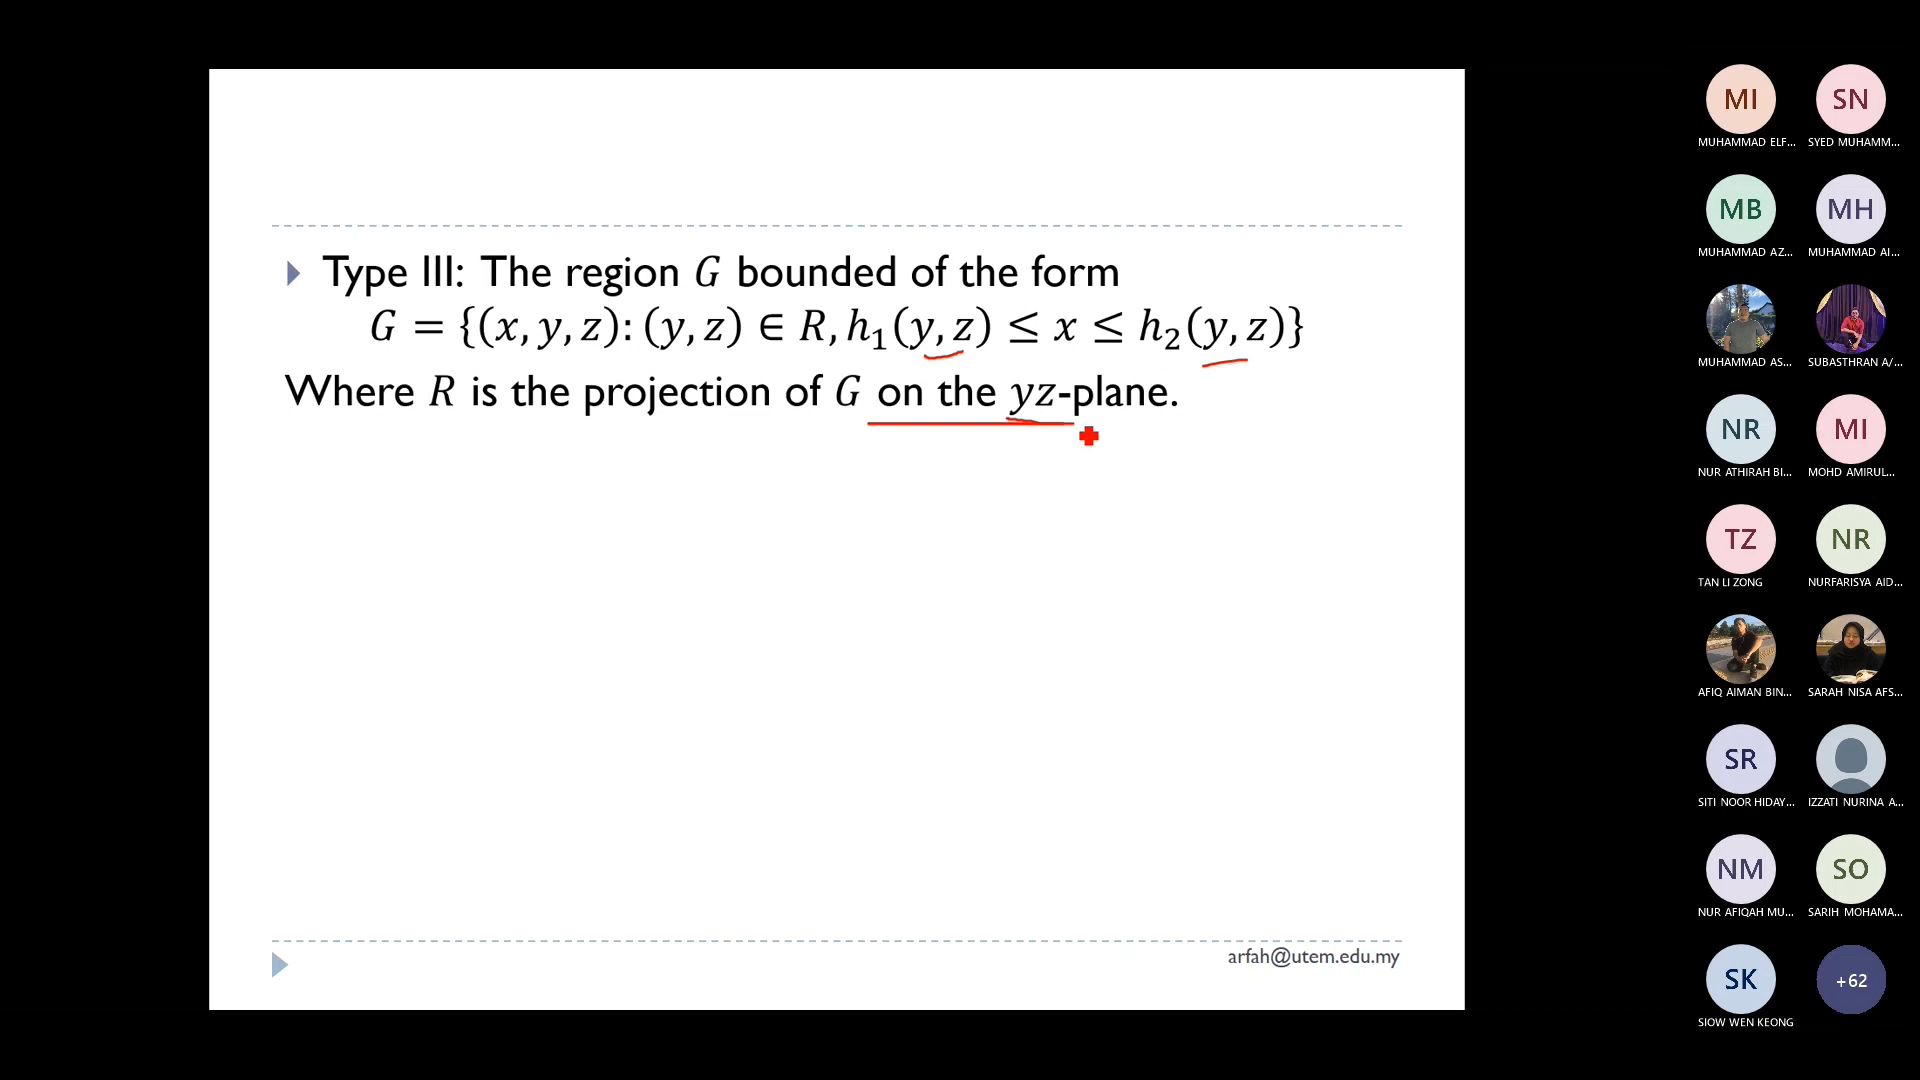 Type III: The region G bounded of the form
G = {(x, y, z): (y, z) ∈ R, h₁(y, z) ≤ x ≤ h₂(y, z)}
Where R is the projection of G on the yz-plane.
arfah@utem.edu.my
MI SN
MUHAMMAD ELF... SYED MUHAMM...
MB MH
MUHAMMAD AZ... MUHAMMAD AI...
MUHAMMAD AS... SUBASTHRAN A/...
NR MI
NUR ATHIRAH BI... MOHD AMIRUL...
TZ NR
TAN LI ZONG NURFARISYA AID...
AFIQ AIMAN BIN... SARAH NISA AFS...
SR
SITI NOOR HIDAY... IZZATI NURINA A...
NM SO
NUR AFIQAH MU... SARIH MOHAMA...
SK +62
SIOW WEN KEONG